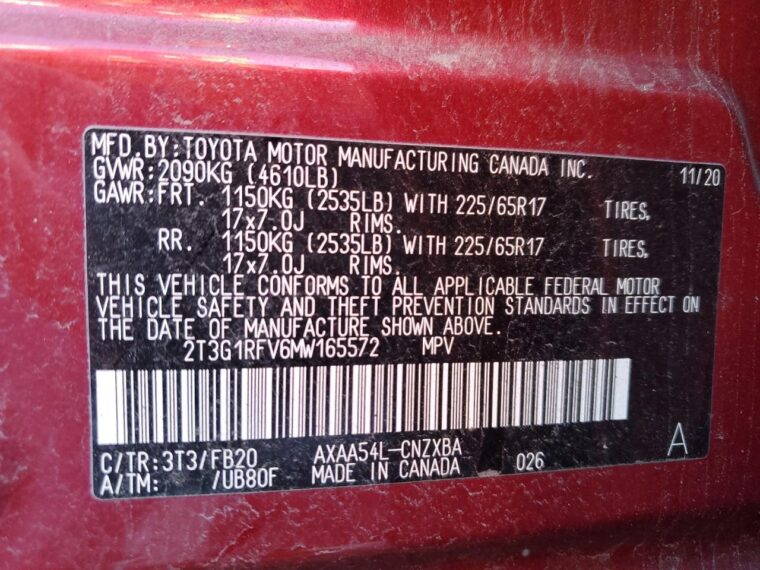 MFD. BY: TOYOTA MOTOR MANUFACTURING CANADA INC. 11/20
GVWR: 2090KG (4610LB)
GAWR: FRT. 1150KG (2535LB) WITH 225/65R17 TIRES,
17x7.0J RIMS.
RR. 1150KG (2535LB) WITH 225/65R17 TIRES,
17x7.0J RIMS.
THIS VEHICLE CONFORMS TO ALL APPLICABLE FEDERAL MOTOR
VEHICLE SAFETY AND THEFT PREVENTION STANDARDS IN EFFECT ON
THE DATE OF MANUFACTURE SHOWN ABOVE.
2T3G1RFV6MW165572 MPV
C/TR: 3T3/FB20 AXAA54L-CNZXBA A
A/TM: /UB80F MADE IN CANADA 026